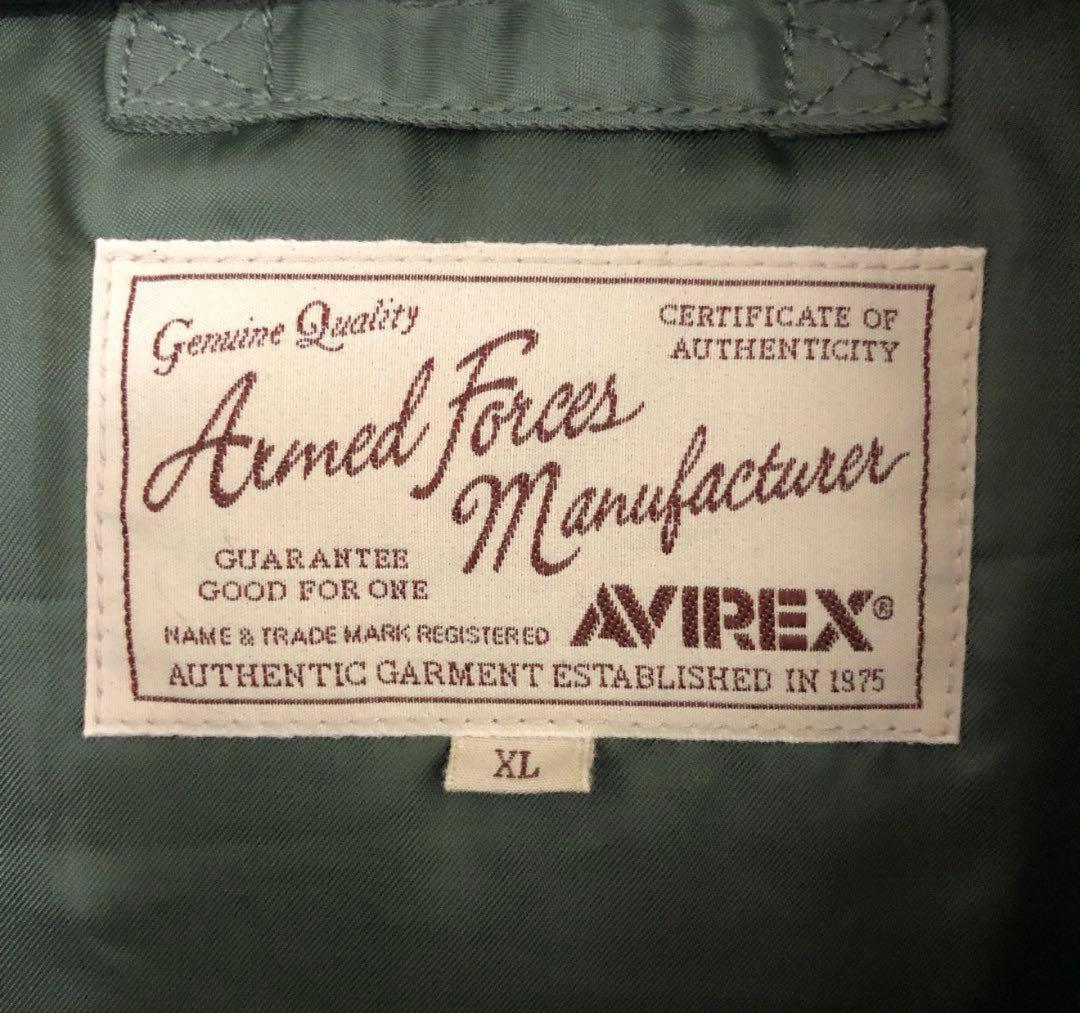 Genuine Quality
CERTIFICATE OF
AUTHENTICITY
Armed Forces
Manufacturer
GUARANTEE
GOOD FOR ONE
NAME & TRADE MARK REGISTERED
AVIREX®
AUTHENTIC GARMENT ESTABLISHED IN 1975
XL